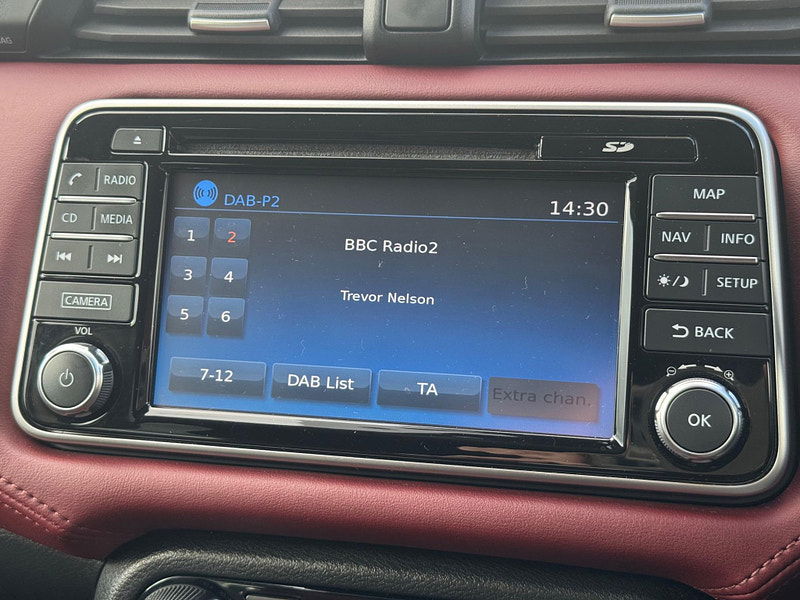 AG
RADIO
CD MEDIA
CAMERA
VOL
DAB-P2 14:30
1 2
3 4
5 6
BBC Radio2
Trevor Nelson
7-12 DAB List TA Extra chan.
SD
MAP
NAV INFO
SETUP
BACK
OK